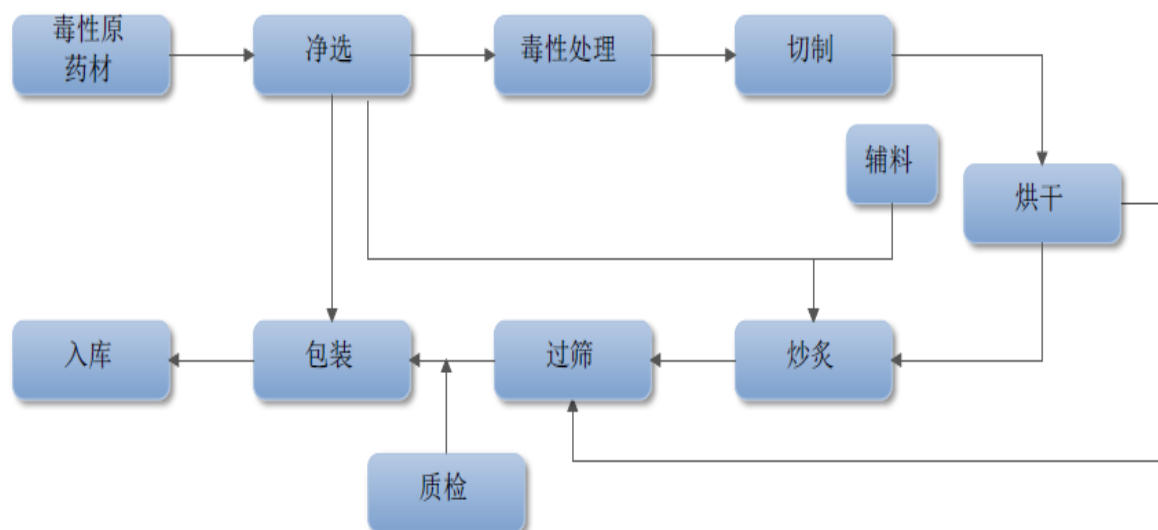 毒性原
药材
净选
毒性处理
切制
辅料
烘干
入库
包装
过筛
炒炙
质检